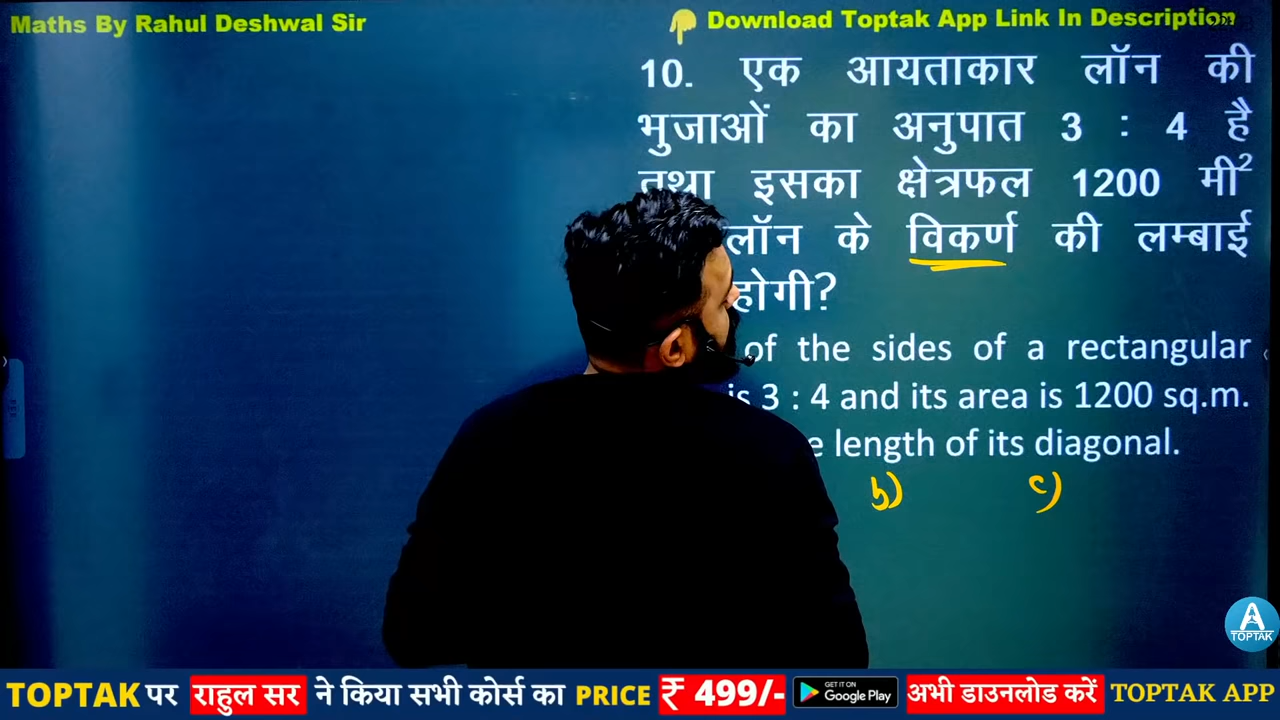 Maths By Rahul Deshwal Sir
Download Toptak App Link In Description
10. एक आयताकार लॉन की
भुजाओं का अनुपात 3 : 4 है
तथा इसका क्षेत्रफल 1200 मी²
लॉन के विकर्ण की लम्बाई
होगी?
of the sides of a rectangular
is 3 : 4 and its area is 1200 sq.m.
length of its diagonal.
b) c)
A
TOPTAK
TOPTAK पर राहुल सर ने किया सभी कोर्स का PRICE ₹ 499/- GET IT ON Google Play अभी डाउनलोड करें TOPTAK APP